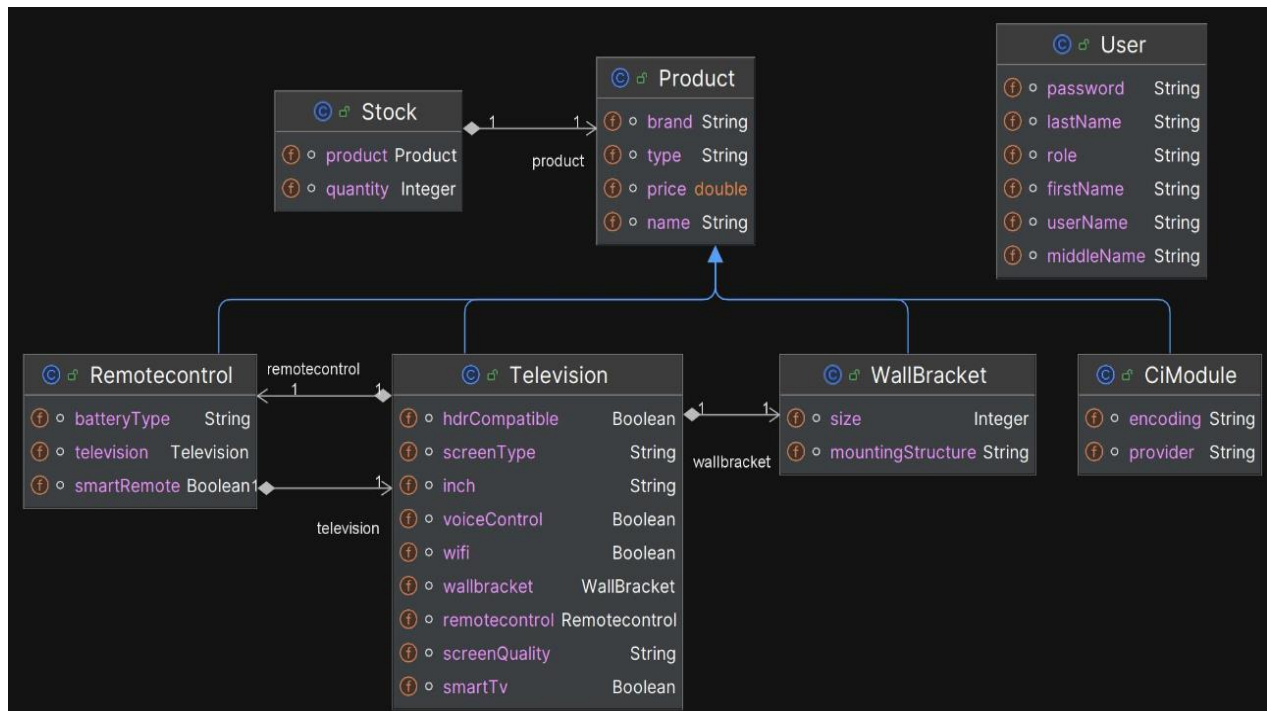 Stock
product Product
quantity Integer
1 1
product
Product
brand String
type String
price double
name String
User
password String
lastName String
role String
firstName String
userName String
middleName String
Remotecontrol
batteryType String
television Television
smartRemote Boolean
remotecontrol
1 1
1 1
television
Television
hdrCompatible Boolean
screenType String
inch String
voiceControl Boolean
wifi Boolean
wallbracket WallBracket
remotecontrol Remotecontrol
screenQuality String
smartTv Boolean
1 1
wallbracket
WallBracket
size Integer
mountingStructure String
CiModule
encoding String
provider String